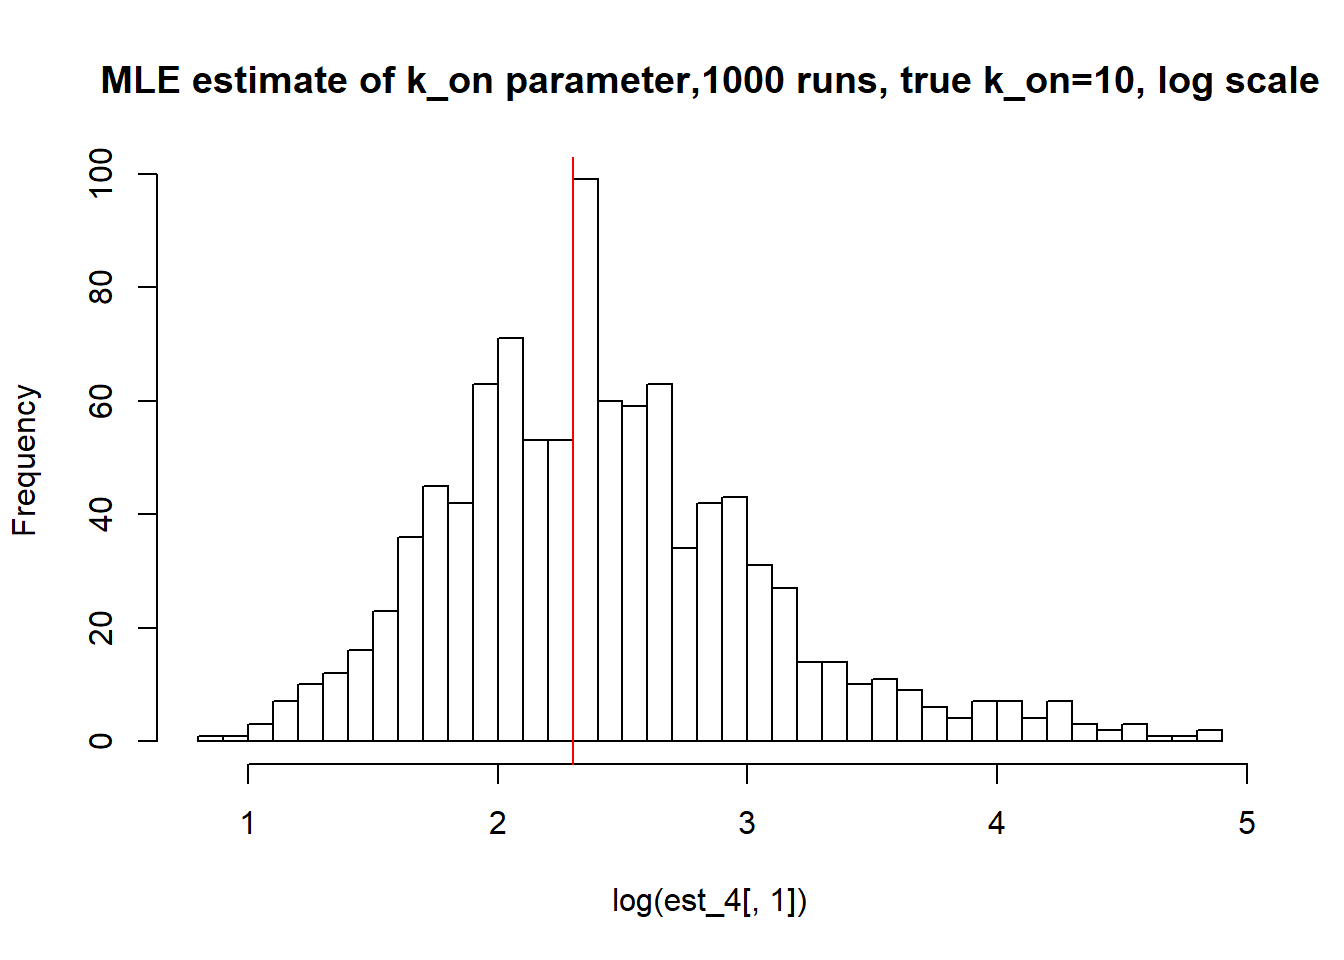 MLE estimate of k_on parameter,1000 runs, true k_on=10, log scale
Frequency
100
80
60
40
20
0
1 2 3 4 5
log(est_4[, 1])